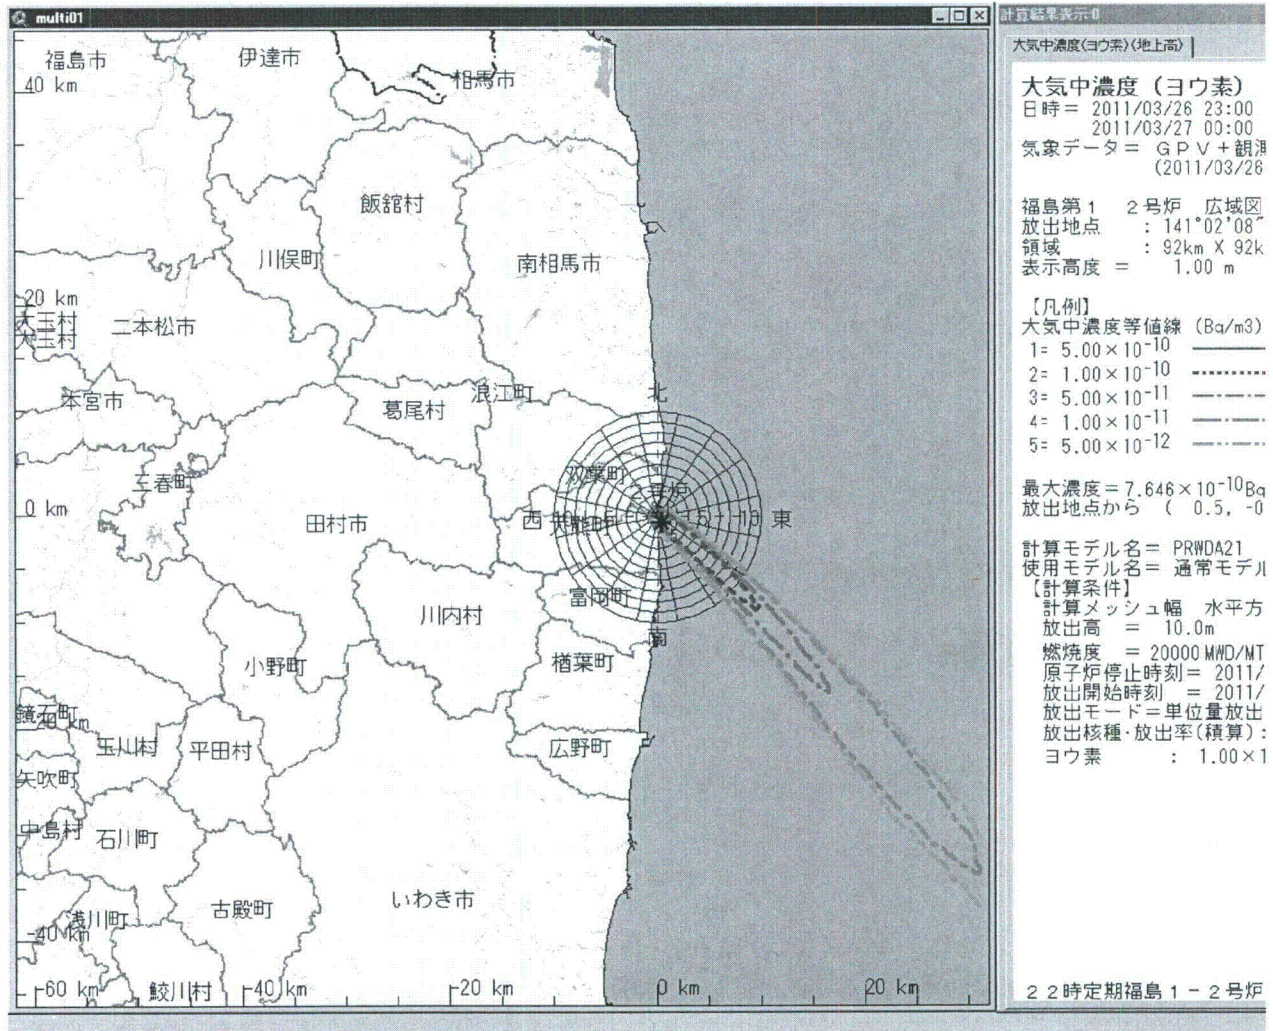 multi01
福島市
伊達市
相馬市
40 km
飯舘村
川俣町
南相馬市
20 km
大玉村
大玉村
二本松市
本宮市
浪江町
北
葛尾村
三春町
双葉町
0 km
田村市
西
東
富岡町
川内村
南
小野町
楢葉町
鏡石町
玉川村
平田村
広野町
矢吹町
中島村
石川町
浅川町
古殿町
いわき市
-40 km
-60 km
鮫川村
-40 km
-20 km
0 km
20 km
計算結果表示-0
大気中濃度(ヨウ素)(地上高)
大気中濃度 (ヨウ素)
日時= 2011/03/26 23:00
2011/03/27 00:00
気象データ= GPV+観測
(2011/03/26
福島第1 2号炉 広域図
放出地点 : 141°02'08"
領域 : 92km X 92k
表示高度 = 1.00 m
【凡例】
大気中濃度等値線 (Bq/m3)
1= 5.00×10-10
2= 1.00×10-10
3= 5.00×10-11
4= 1.00×10-11
5= 5.00×10-12
最大濃度=7.646×10-10Bq
放出地点から ( 0.5, -0
計算モデル名= PRWDA21
使用モデル名= 通常モデル
【計算条件】
計算メッシュ幅 水平方
放出高 = 10.0m
燃焼度 = 20000MWD/MT
原子炉停止時刻= 2011/
放出開始時刻 = 2011/
放出モード=単位量放出
放出核種・放出率(積算):
ヨウ素 : 1.00×1
22時定期福島1-2号炉